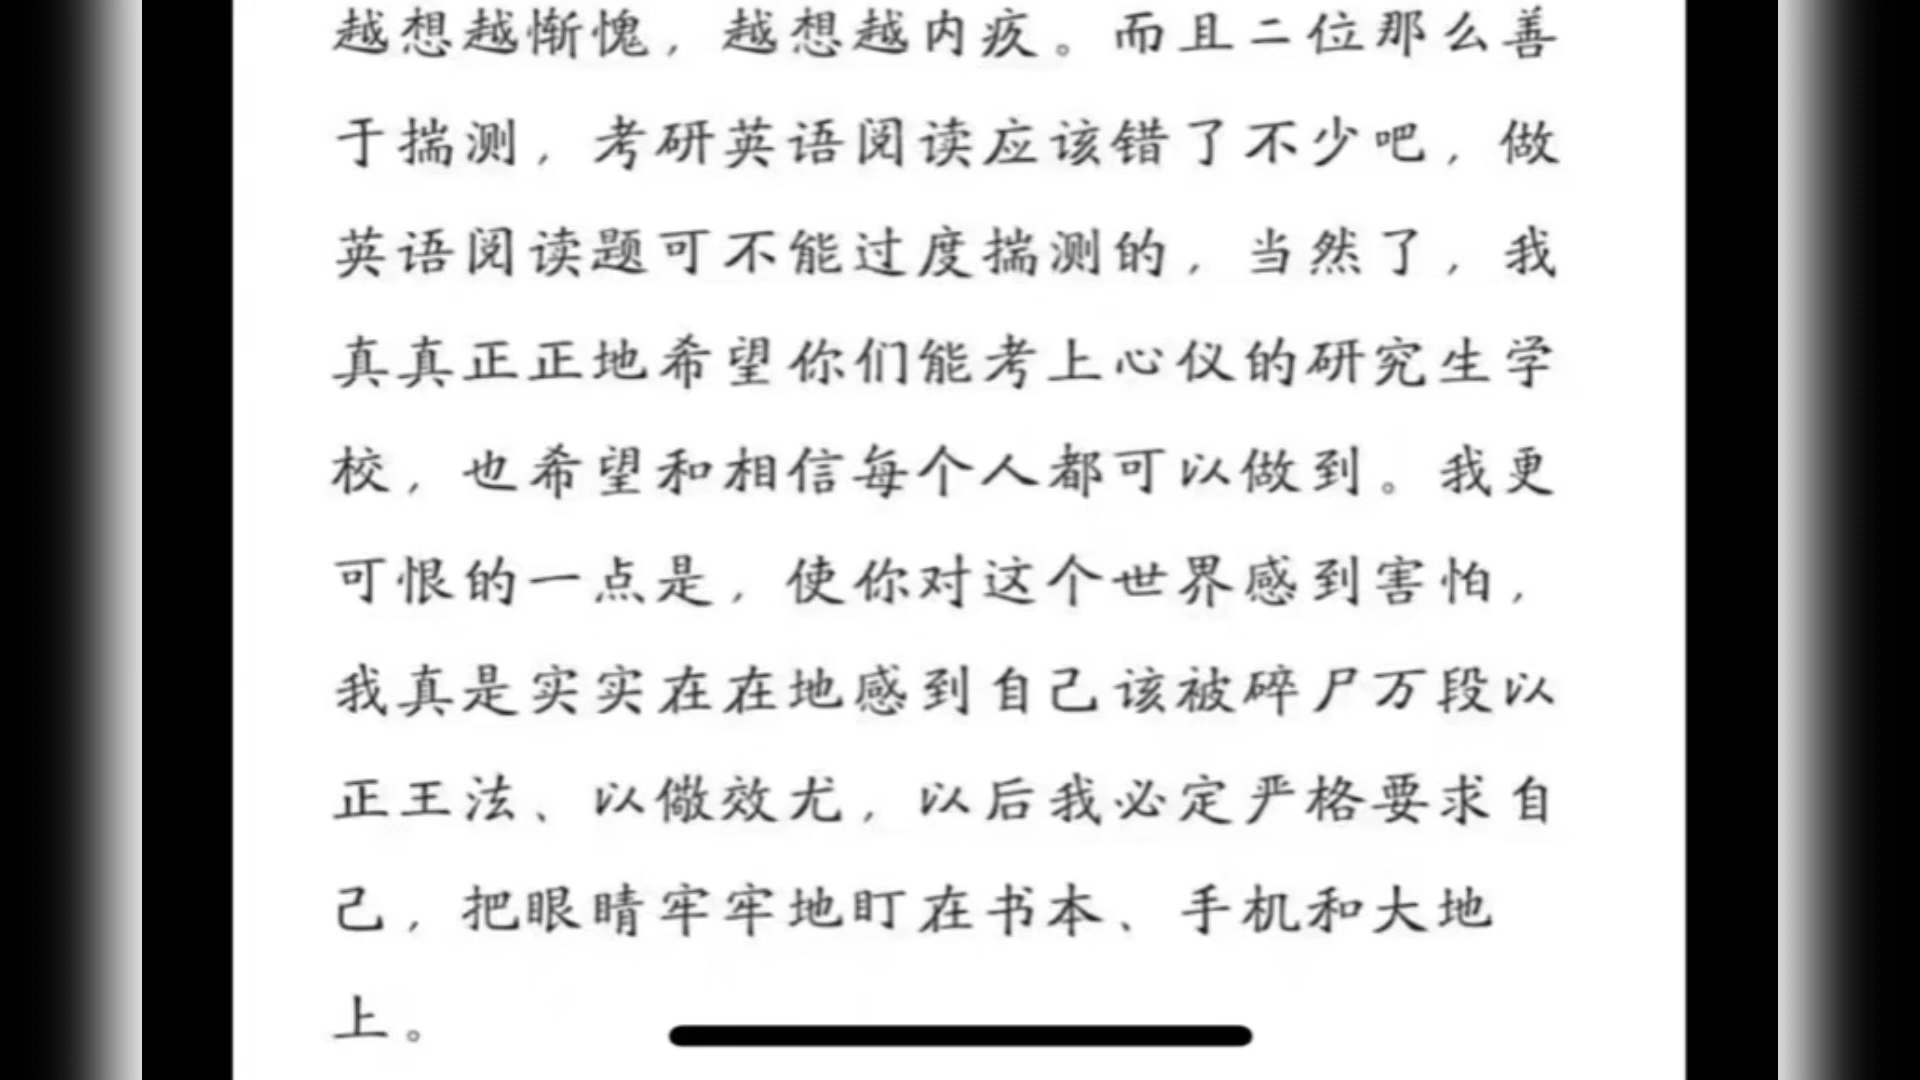 越想越惭愧，越想越内疚。而且二位那么善
于揣测，考研英语阅读应该错了不少吧，做
英语阅读题可不能过度揣测的，当然了，我
真真正正地希望你们能考上心仪的研究生学
校，也希望和相信每个人都可以做到。我更
可恨的一点是，使你对这个世界感到害怕，
我真是实实在在地感到自己该被碎尸万段以
正王法、以儆效尤，以后我必定严格要求自
己，把眼睛牢牢地盯在书本、手机和大地
上。